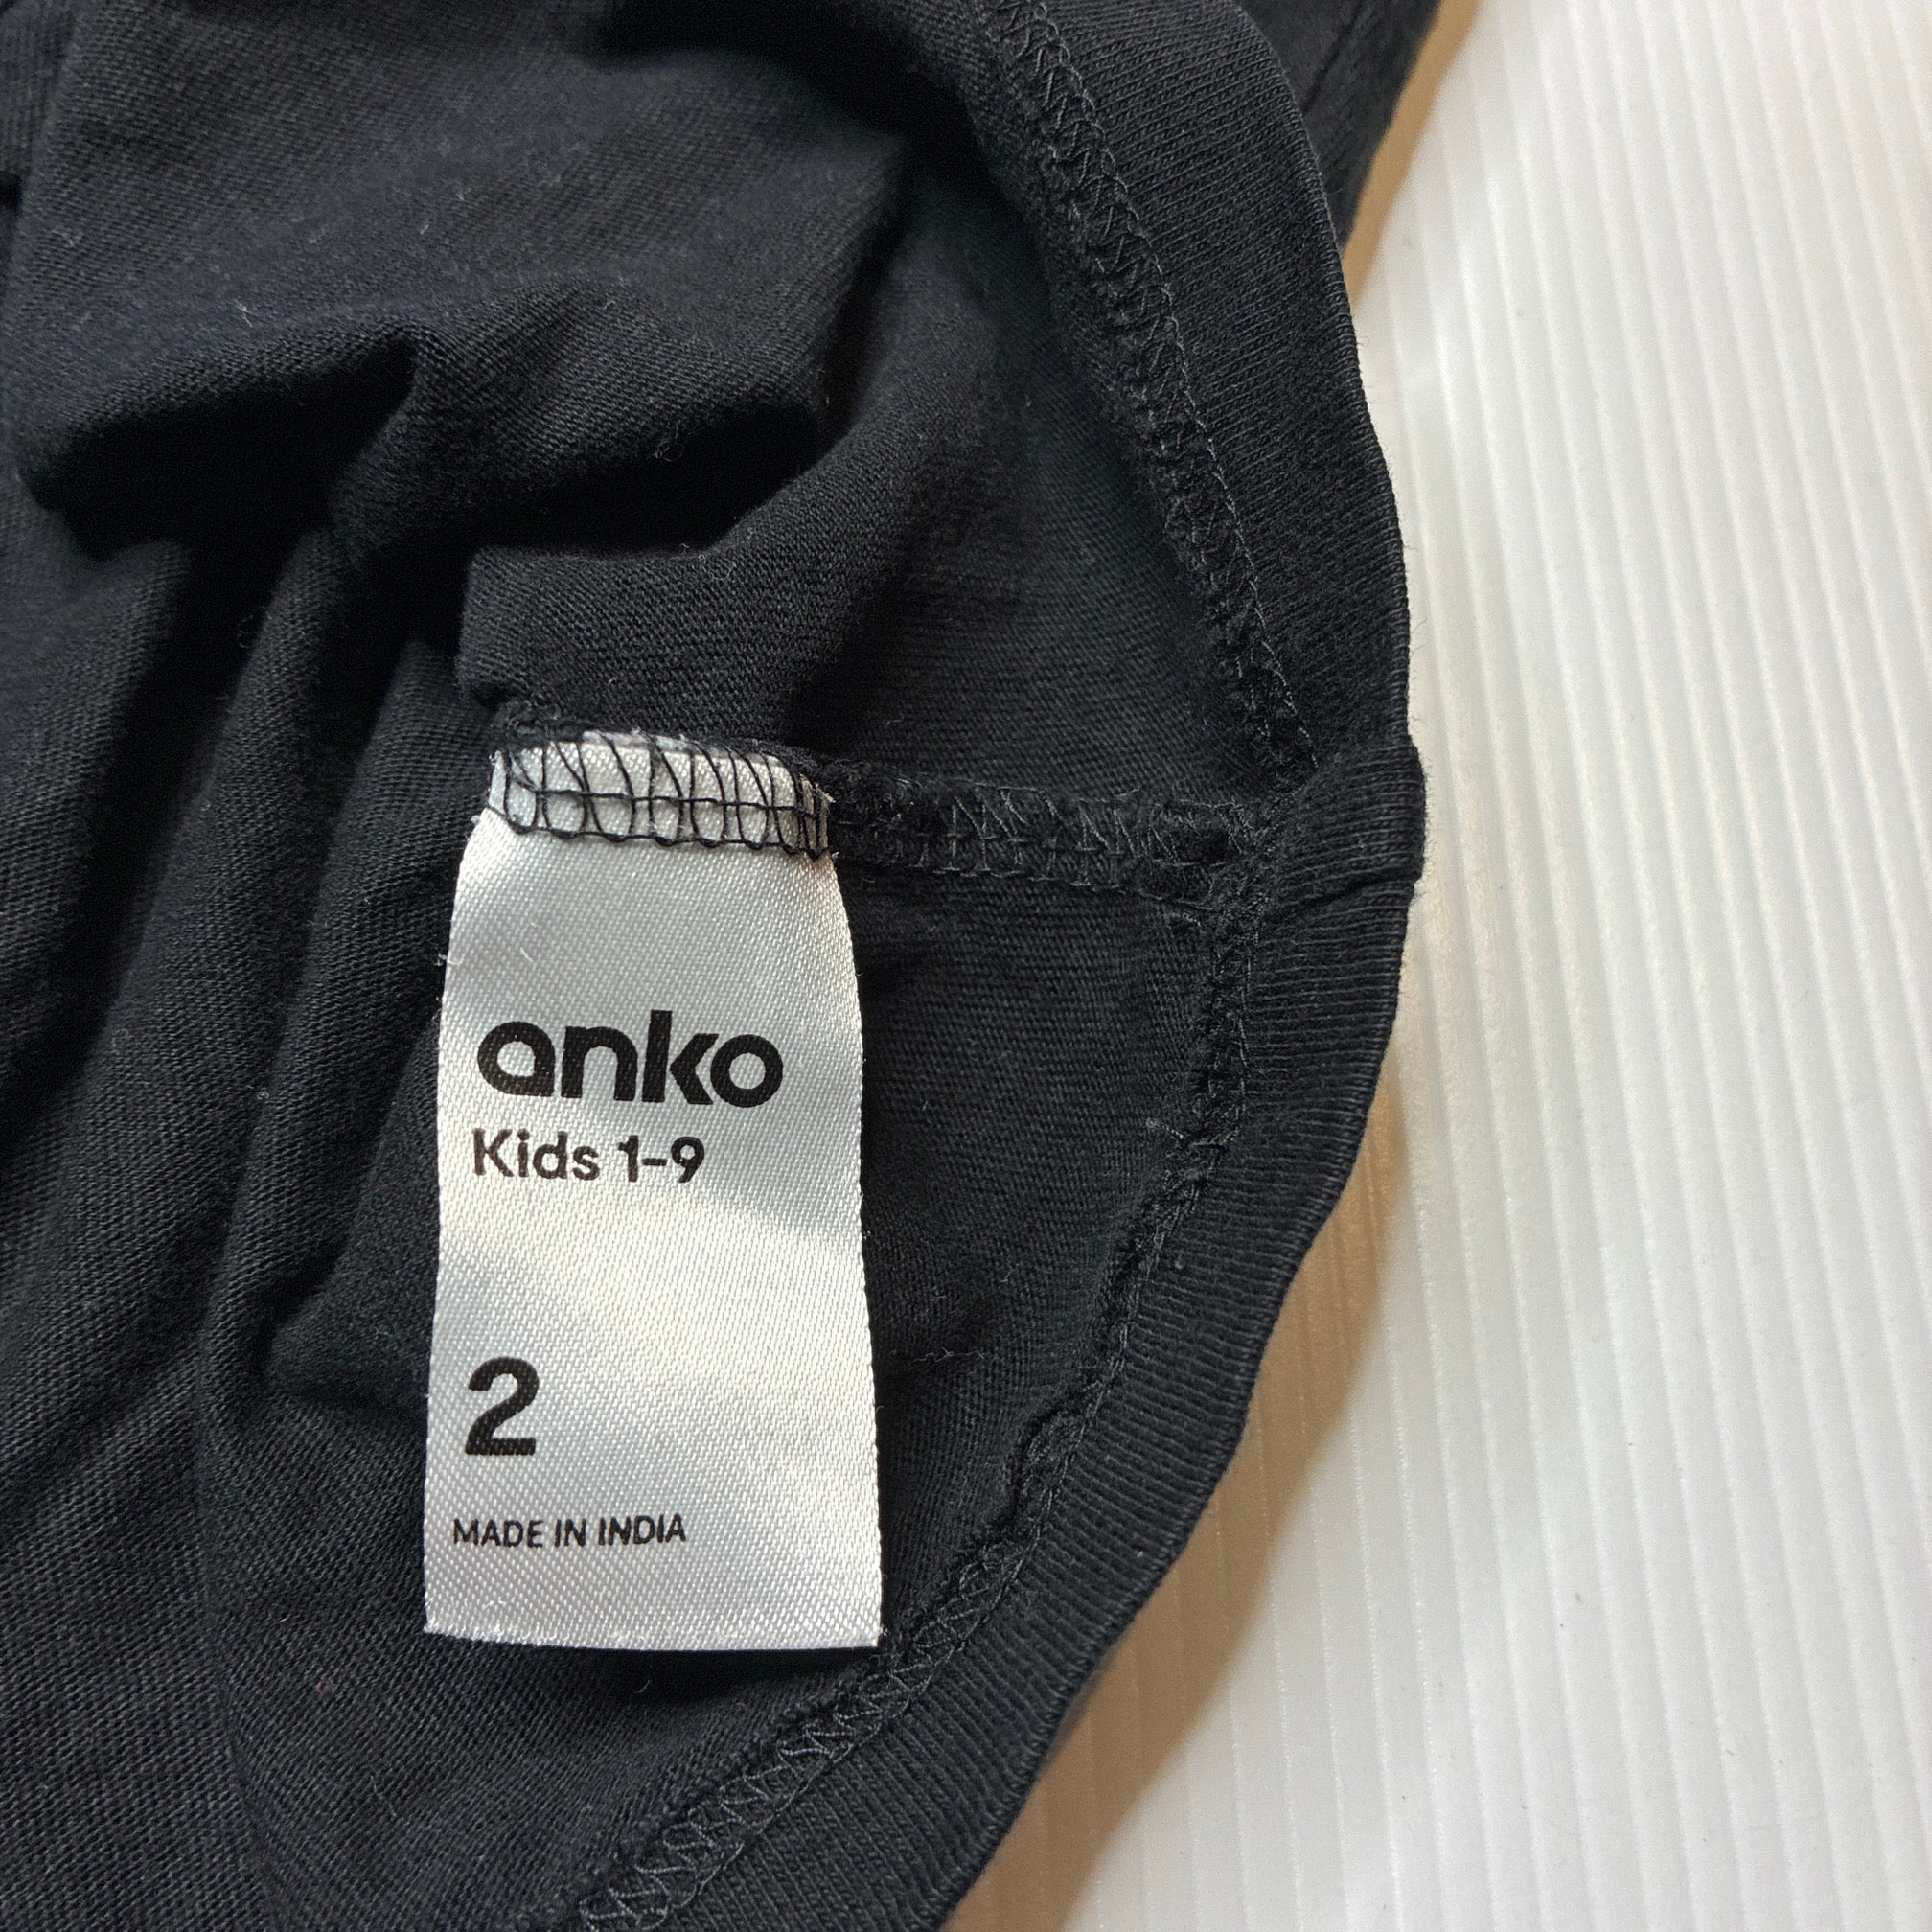 anko
Kids 1-9
2
MADE IN INDIA